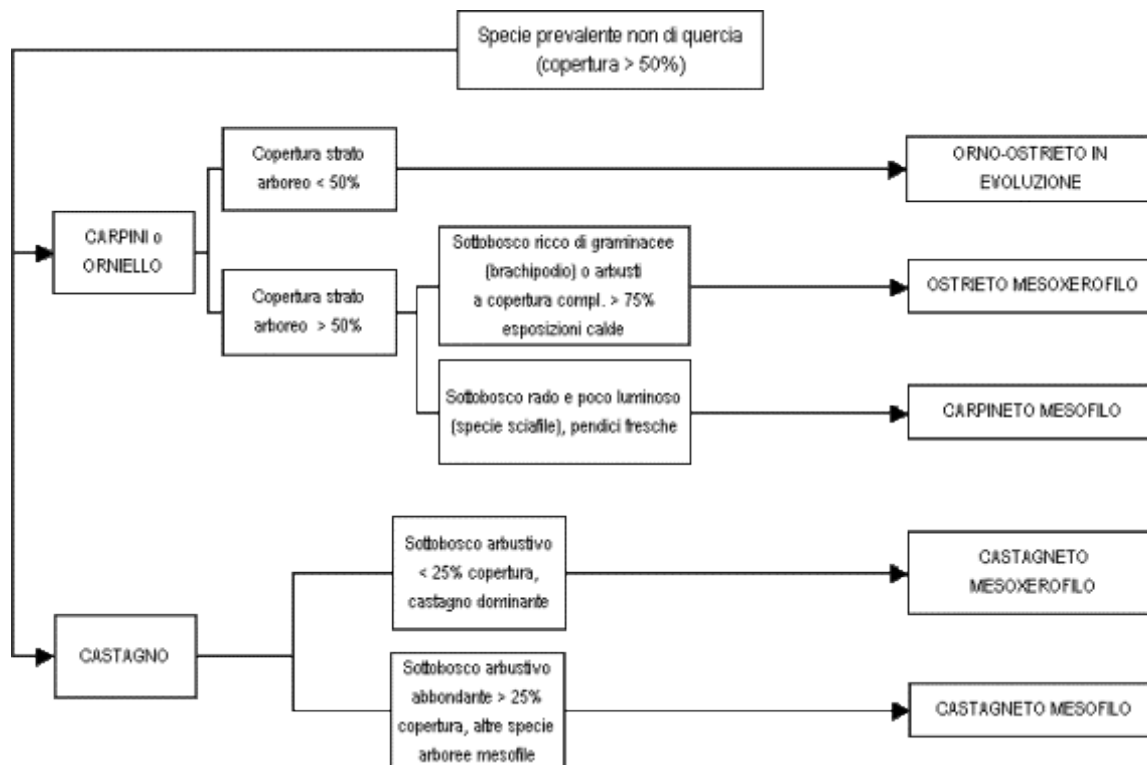 Specie prevalente non di quercia
(copertura > 50%)
Copertura strato
arboreo < 50%
ORNO-OSTRIETO IN
EVOLUZIONE
CARPINI o
ORNIELLO
Sottobosco ricco di graminacee
(brachipodio) o arbusti
a copertura compl. > 75%
esposizioni calde
OSTRIETO MESOXEROFILO
Copertura strato
arboreo > 50%
Sottobosco rado e poco luminoso
(specie sciafile), pendici fresche
CARPINETO MESOFILO
Sottobosco arbustivo
< 25% copertura,
castagno dominante
CASTAGNETO
MESOXEROFILO
CASTAGNO
Sottobosco arbustivo
abbondante > 25%
copertura, altre specie
arboree mesofile
CASTAGNETO MESOFILO